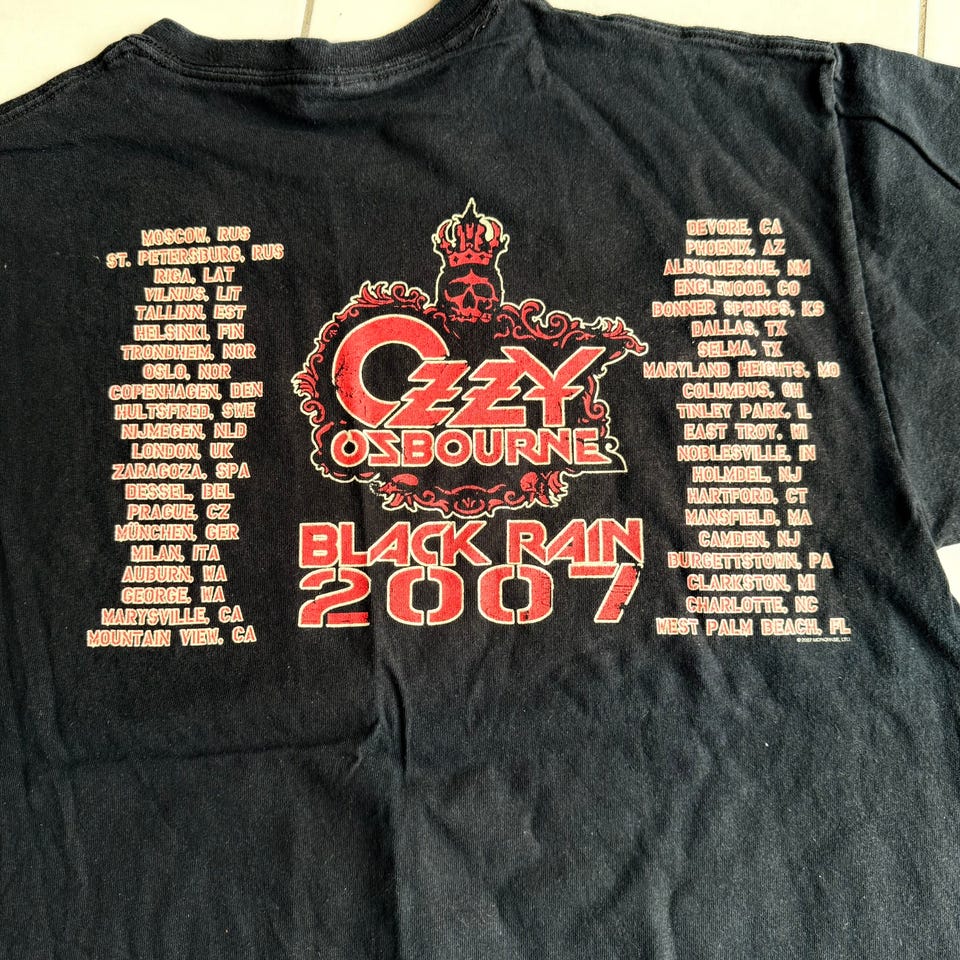 MOSCOW, RUS
ST. PETERSBURG, RUS
RIGA, LAT
VILNIUS, LIT
TALLINN, EST
HELSINKI, FIN
TRONDHEIM, NOR
OSLO, NOR
COPENHAGEN, DEN
HULTSFRED, SWE
NIJMEGEN, NLD
LONDON, UK
ZARAGOZA, SPA
DESSEL, BEL
PRAGUE, CZ
MÜNCHEN, GER
MILAN, ITA
AUBURN, WA
GEORGE, WA
MARYSVILLE, CA
MOUNTAIN VIEW, CA
OZZY
OSBOURNE
BLACK RAIN
2007
DEVORE, CA
PHOENIX, AZ
ALBUQUERQUE, NM
ENGLEWOOD, CO
BONNER SPRINGS, KS
DALLAS, TX
SELMA, TX
MARYLAND HEIGHTS, MO
COLUMBUS, OH
TINLEY PARK, IL
EAST TROY, WI
NOBLESVILLE, IN
HOLMDEL, NJ
HARTFORD, CT
MANSFIELD, MA
CAMDEN, NJ
BURGETTSTOWN, PA
CLARKSTON, MI
CHARLOTTE, NC
WEST PALM BEACH, FL
© 2007 MONOWISE, LTD.